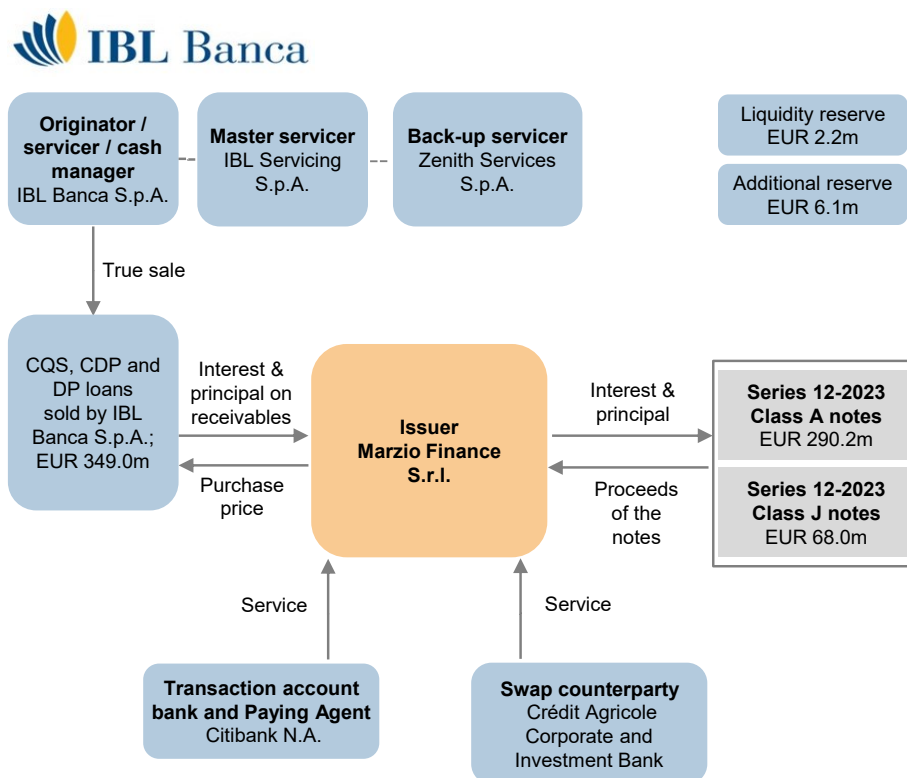 IBL Banca
Originator /
servicer / cash
manager
IBL Banca S.p.A.
Master servicer
IBL Servicing
S.p.A.
Back-up servicer
Zenith Services
S.p.A.
Liquidity reserve
EUR 2.2m
Additional reserve
EUR 6.1m
True sale
CQS, CDP and
DP loans
sold by IBL
Banca S.p.A.;
EUR 349.0m
Interest &
principal on
receivables
Purchase
price
Issuer
Marzio Finance
S.r.l.
Interest &
principal
Proceeds
of the
notes
Series 12-2023
Class A notes
EUR 290.2m
Series 12-2023
Class J notes
EUR 68.0m
Service
Service
Transaction account
bank and Paying Agent
Citibank N.A.
Swap counterparty
Crédit Agricole
Corporate and
Investment Bank